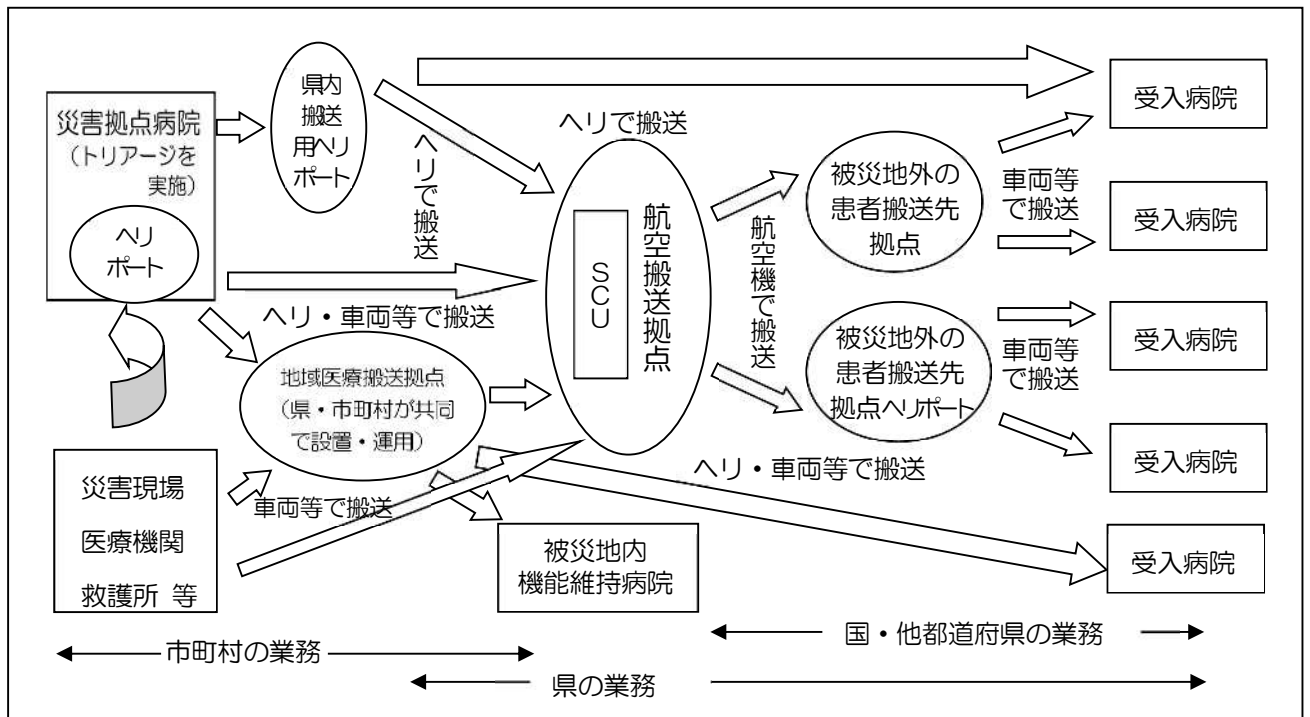 災害拠点病院
（トリアージを
実施）
ヘリ
ポート
県内
搬送
用ヘリ
ポート
ヘリで搬送
ヘリで搬送
ヘリ・車両等で搬送
地域医療搬送拠点
（県・市町村が共同
で設置・運用）
災害現場
医療機関
救護所 等
車両等で搬送
被災地内
機能維持病院
SCU
航空搬送拠点
航空機で搬送
被災地外の
患者搬送先
拠点
被災地外の
患者搬送先
拠点ヘリポート
ヘリ・車両等で搬送
車両等
で搬送
車両等
で搬送
受入病院
受入病院
受入病院
受入病院
受入病院
市町村の業務
国・他都道府県の業務
県の業務